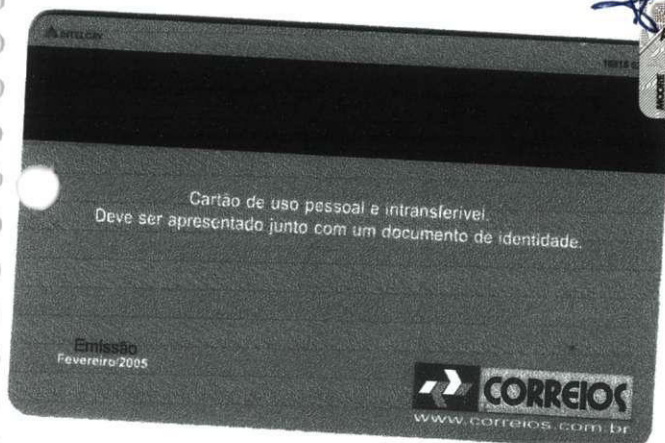 INTELCAV
Cartão de uso pessoal e intransferível.
Deve ser apresentado junto com um documento de identidade.
Emissão
Fevereiro/2005
CORREIOS
www.correios.com.br